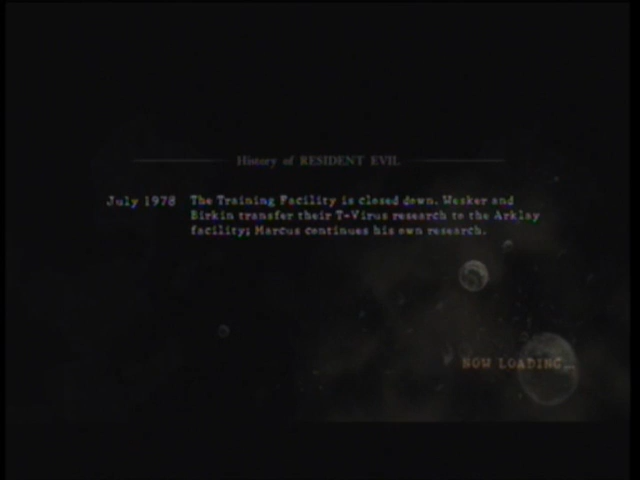 History of RESIDENT EVIL
July 1978 The Training Facility is closed down. Wesker and
Birkin transfer their T-Virus research to the Arklay
facility; Marcus continues his own research.
NOW LOADING...